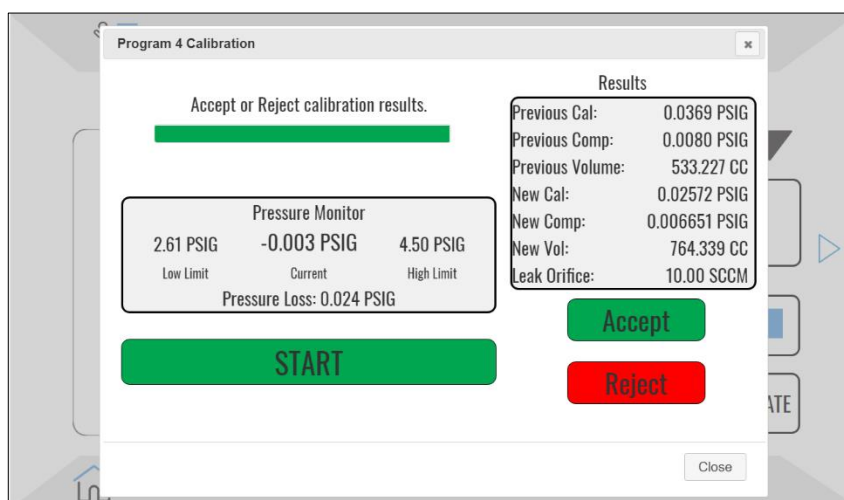 Program 4 Calibration
×
Accept or Reject calibration results.
Pressure Monitor
2.61 PSIG -0.003 PSIG 4.50 PSIG
Low Limit Current High Limit
Pressure Loss: 0.024 PSIG
START
Results
Previous Cal: 0.0369 PSIG
Previous Comp: 0.0080 PSIG
Previous Volume: 533.227 CC
New Cal: 0.02572 PSIG
New Comp: 0.006651 PSIG
New Vol: 764.339 CC
Leak Orifice: 10.00 SCCM
Accept
Reject
Close